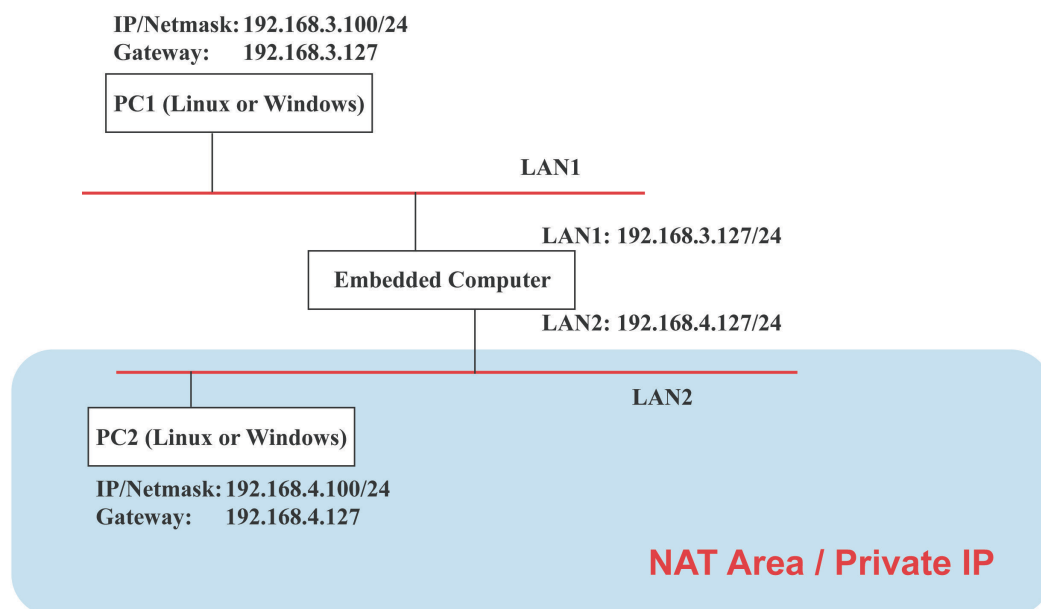 IP/Netmask: 192.168.3.100/24
Gateway: 192.168.3.127
PC1 (Linux or Windows)
LAN1
LAN1: 192.168.3.127/24
Embedded Computer
LAN2: 192.168.4.127/24
LAN2
PC2 (Linux or Windows)
IP/Netmask: 192.168.4.100/24
Gateway: 192.168.4.127
NAT Area / Private IP